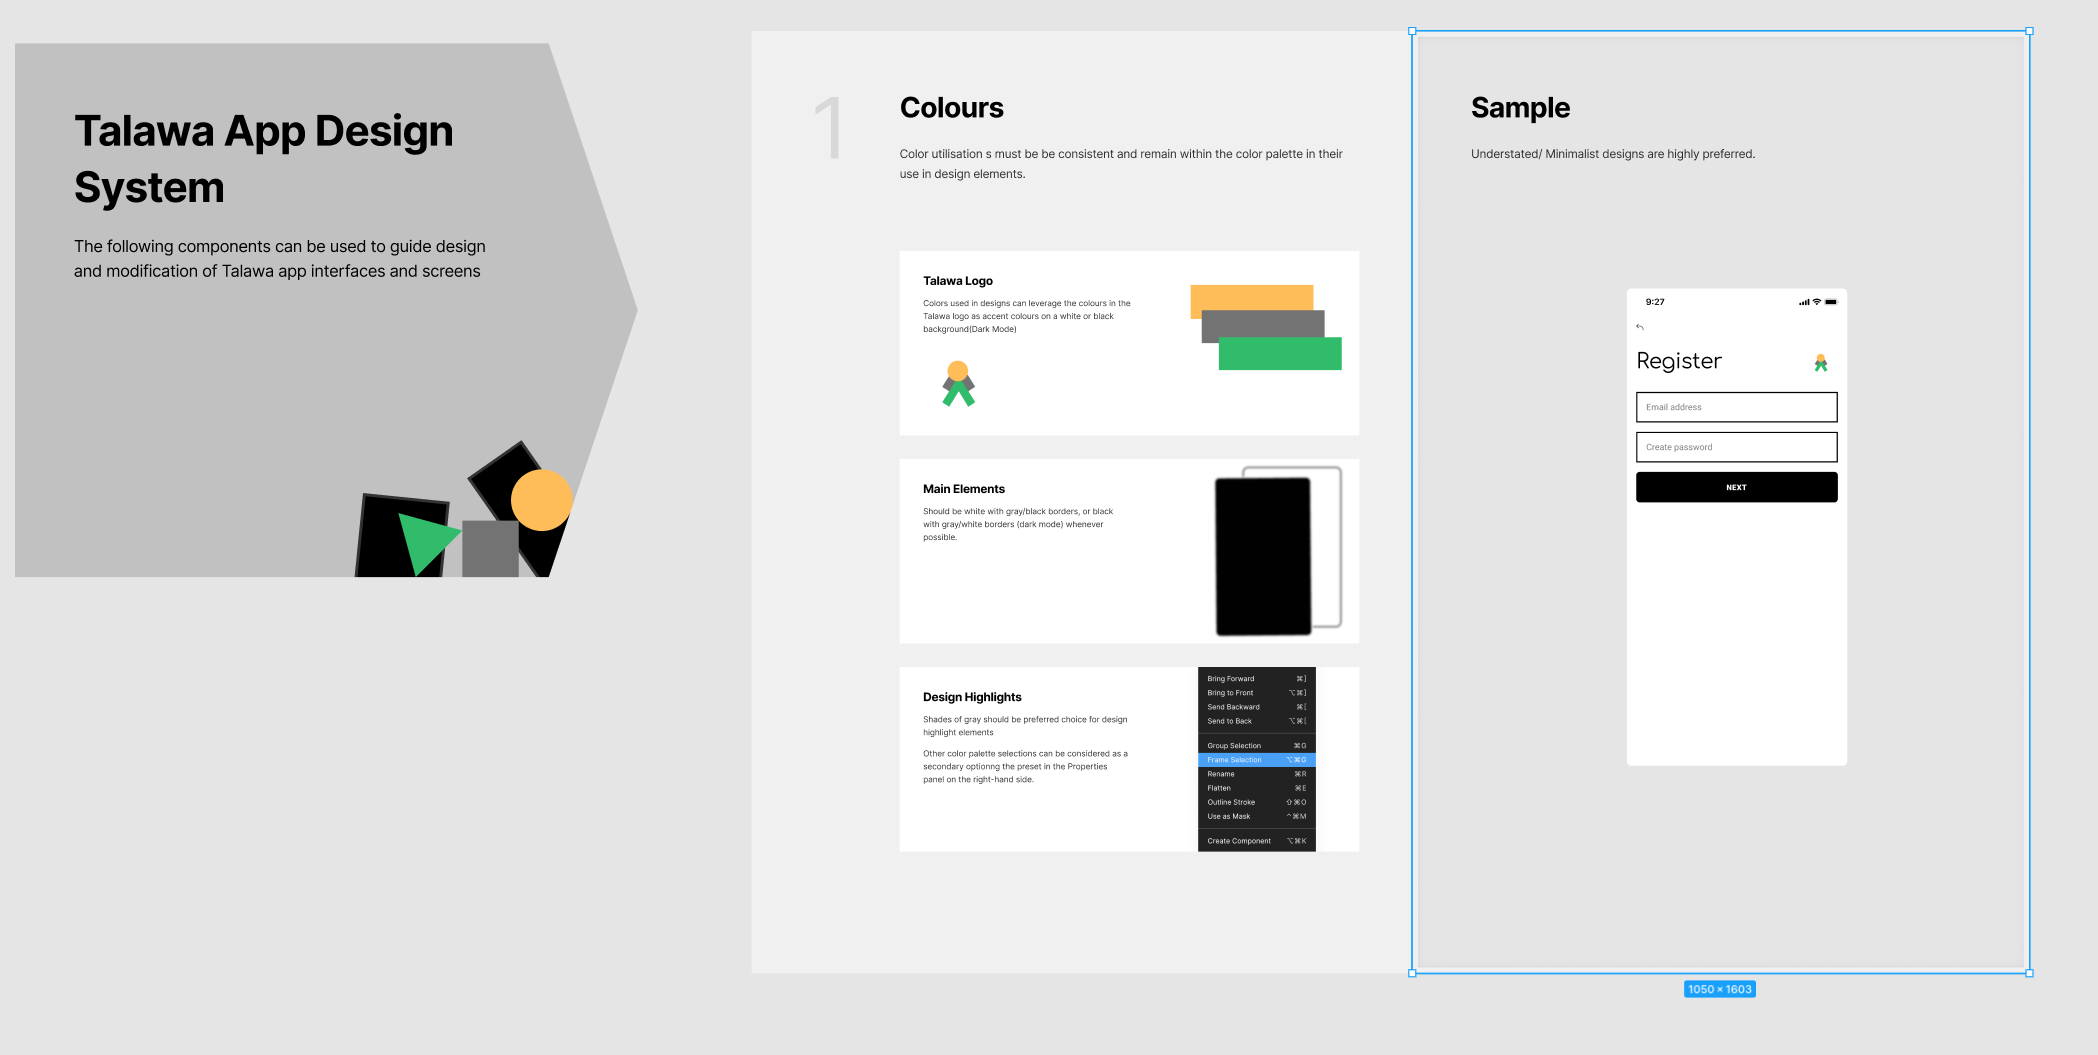 Talawa App Design
System
The following components can be used to guide design
and modification of Talawa app interfaces and screens
1
Colours
Color utilisation s must be be consistent and remain within the color palette in their
use in design elements.
Talawa Logo
Colors used in designs can leverage the colours in the
Talawa logo as accent colours on a white or black
background(Dark Mode)
Main Elements
Should be white with gray/black borders, or black
with gray/white borders (dark mode) whenever
possible.
Design Highlights
Shades of gray should be preferred choice for design
highlight elements
Other color palette selections can be considered as a
secondary optionng the preset in the Properties
panel on the right-hand side.
Bring Forward ⌘]
Bring to Front ⌥⌘]
Send Backward ⌘[
Send to Back ⌥⌘[
Group Selection ⌘G
Frame Selection ⌥⌘G
Rename ⌘R
Flatten ⌘E
Outline Stroke ⇧⌘O
Use as Mask ^⌘M
Create Component ⌥⌘K
Sample
Understated/ Minimalist designs are highly preferred.
9:27
Register
Email address
Create password
NEXT
1050 × 1603